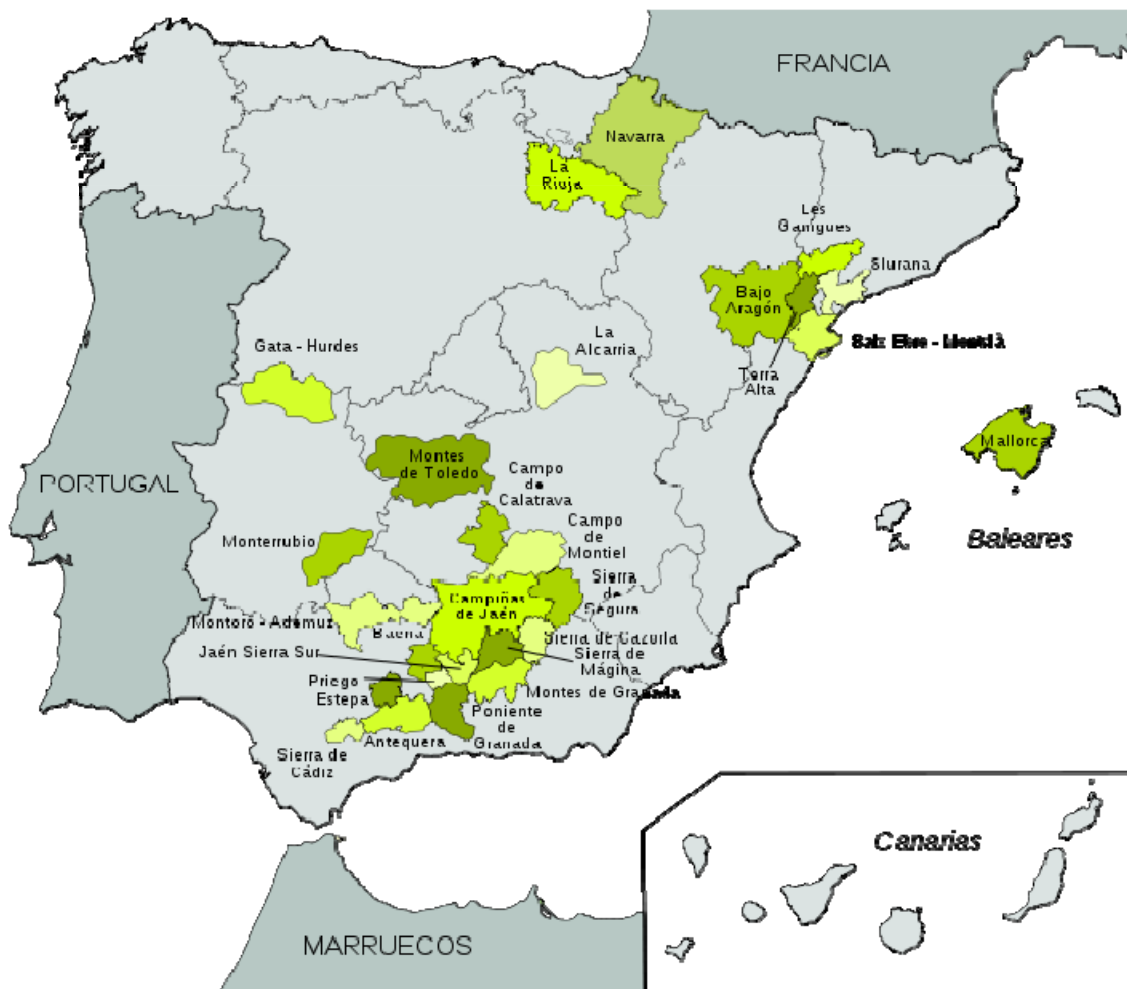 FRANCIA
Navarra
La
Rioja
Les
Garrigues
Siurana
Bajo
Aragón
La
Alcarria
Gata - Hurdes
Terra
Alta
Mallorca
Montes
de Toledo
Campo
de
Calatrava
PORTUGAL
Baleares
Monterrubio
Campo
de
Montiel
Sierra
de
Segura
Campiñas
de Jaén
Montoro - Adamuz
Baena
Sierra de Cazorla
Jaén Sierra Sur
Sierra de
Mágina
Priego
Estepa
Montes de Granada
Poniente
de
Granada
Antequera
Sierra de
Cádiz
Canarias
MARRUECOS